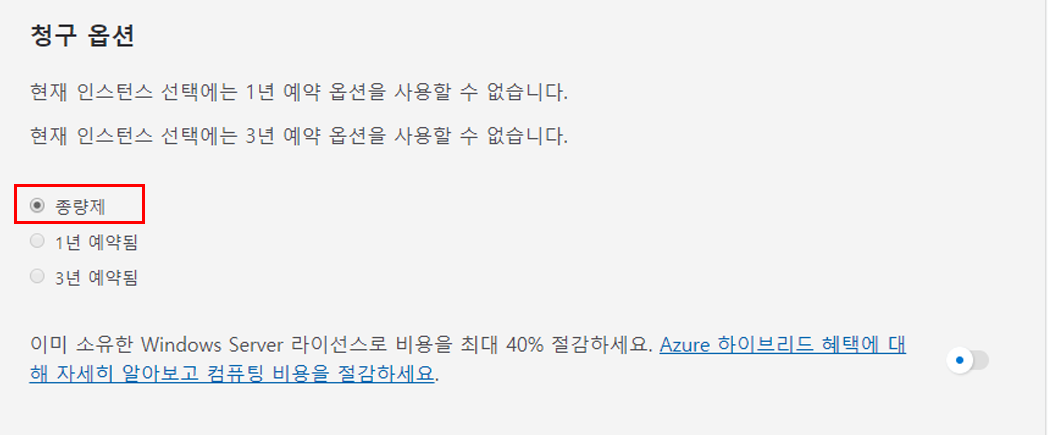 청구 옵션
현재 인스턴스 선택에는 1년 예약 옵션을 사용할 수 없습니다.
현재 인스턴스 선택에는 3년 예약 옵션을 사용할 수 없습니다.
종량제
1년 예약됨
3년 예약됨
이미 소유한 Windows Server 라이선스로 비용을 최대 40% 절감하세요. Azure 하이브리드 혜택에 대
해 자세히 알아보고 컴퓨팅 비용을 절감하세요.